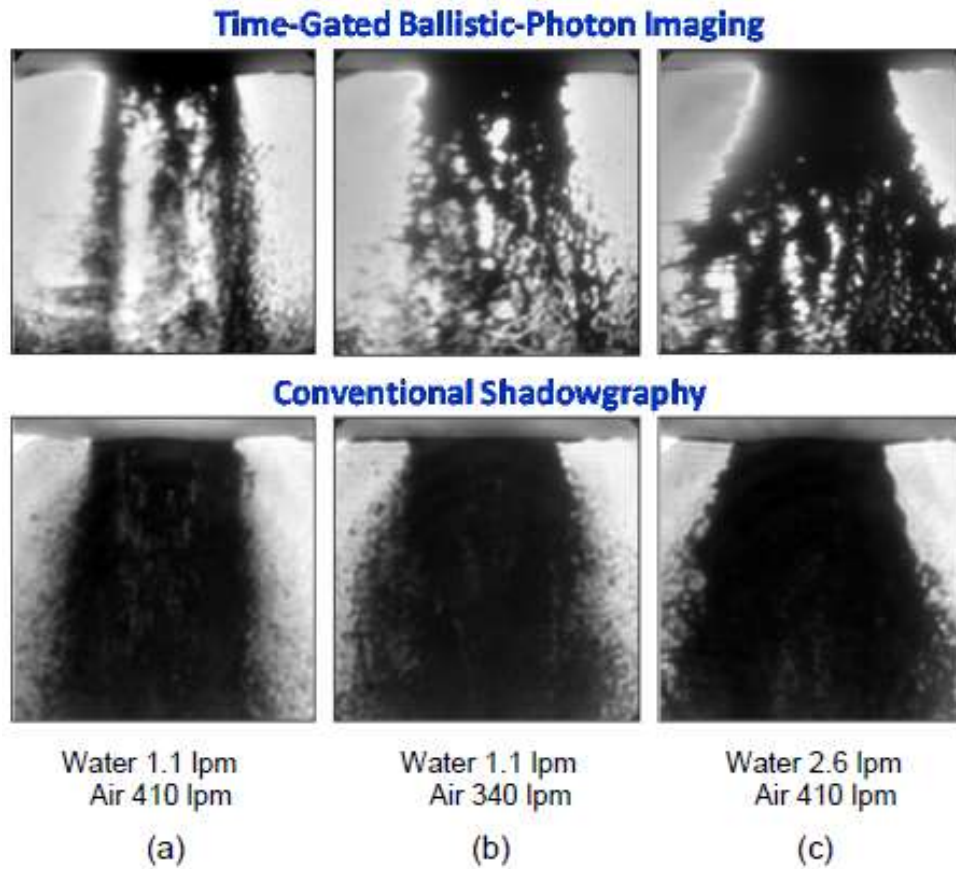 Time-Gated Ballistic-Photon Imaging
Conventional Shadowgraphy
Water 1.1 lpm
Air 410 lpm
(a)
Water 1.1 lpm
Air 340 lpm
(b)
Water 2.6 lpm
Air 410 lpm
(c)